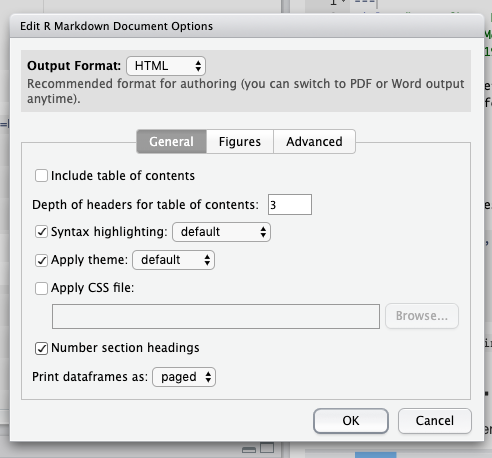 Edit R Markdown Document Options
Output Format: HTML
Recommended format for authoring (you can switch to PDF or Word output
anytime).
General Figures Advanced
Include table of contents
Depth of headers for table of contents: 3
Syntax highlighting: default
Apply theme: default
Apply CSS file:
Browse...
Number section headings
Print dataframes as: paged
OK Cancel